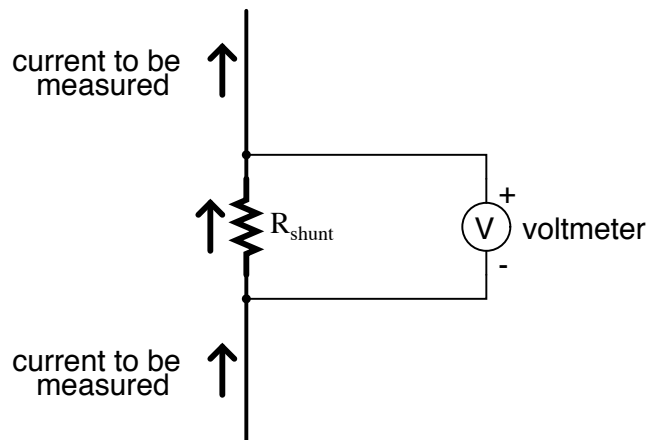 current to be
measured
R_shunt
+
V voltmeter
-
current to be
measured